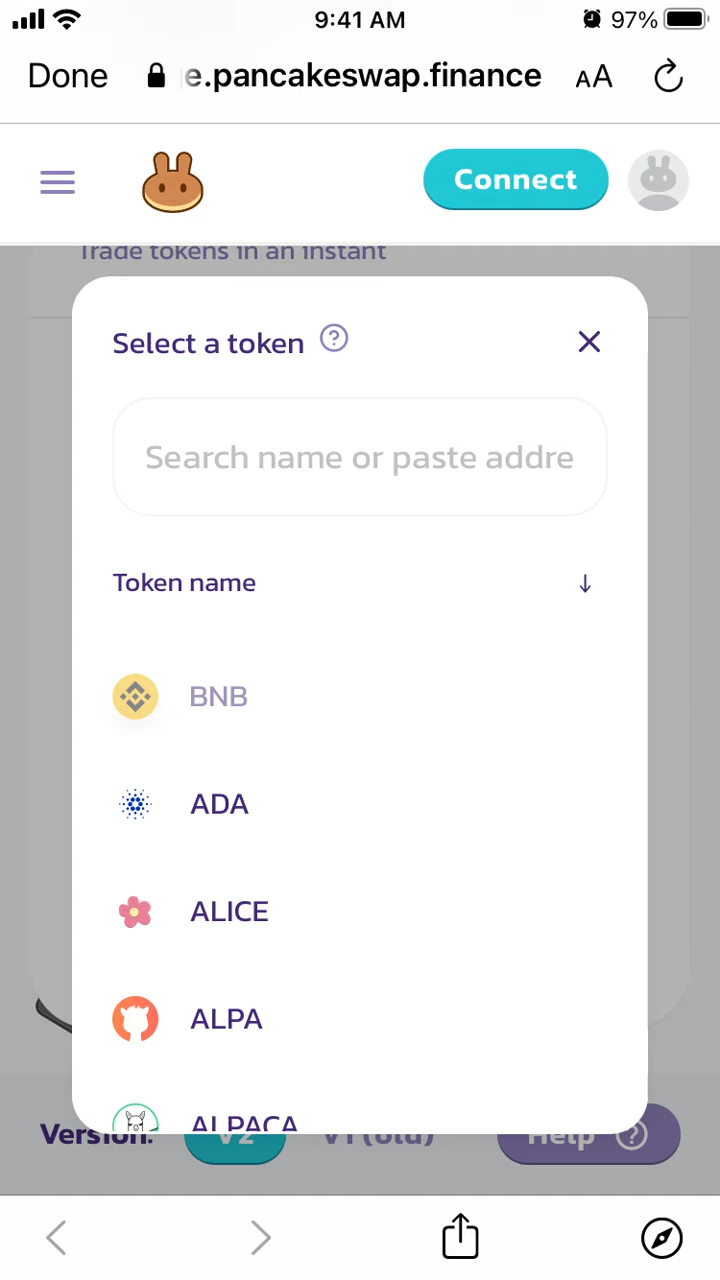 9:41 AM 97%
Done e.pancakeswap.finance AA
Connect
Trade tokens in an instant
Select a token ?
Search name or paste addre
Token name ↓
BNB
ADA
ALICE
ALPA
ALPACA
Version: V2 V1 (old) Help ?